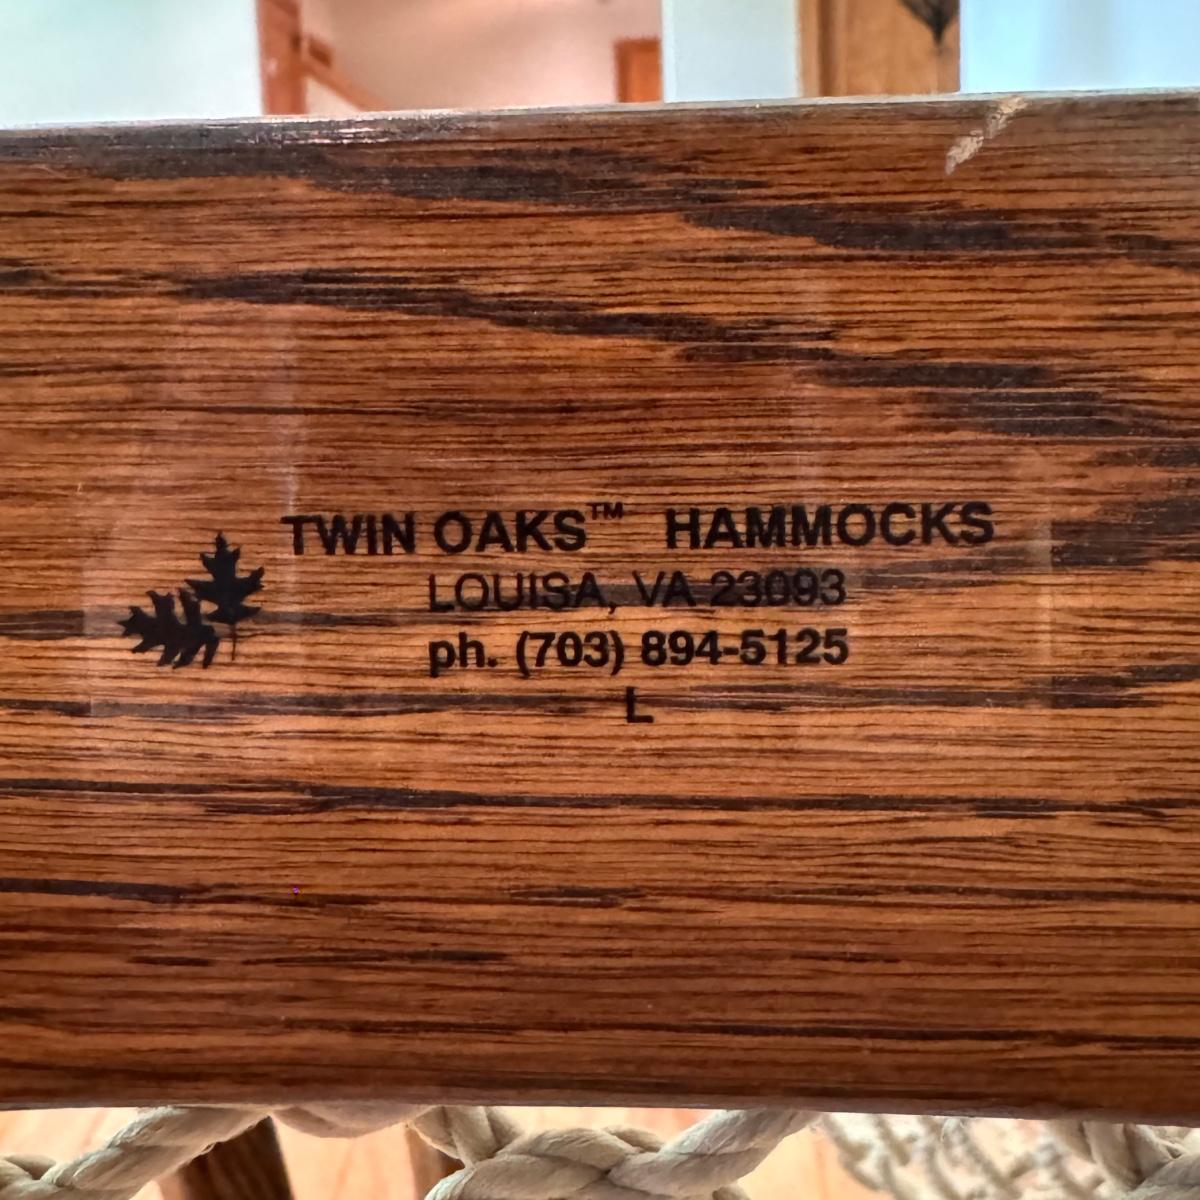 TWIN OAKS™ HAMMOCKS
LOUISA, VA 23093
ph. (703) 894-5125
L